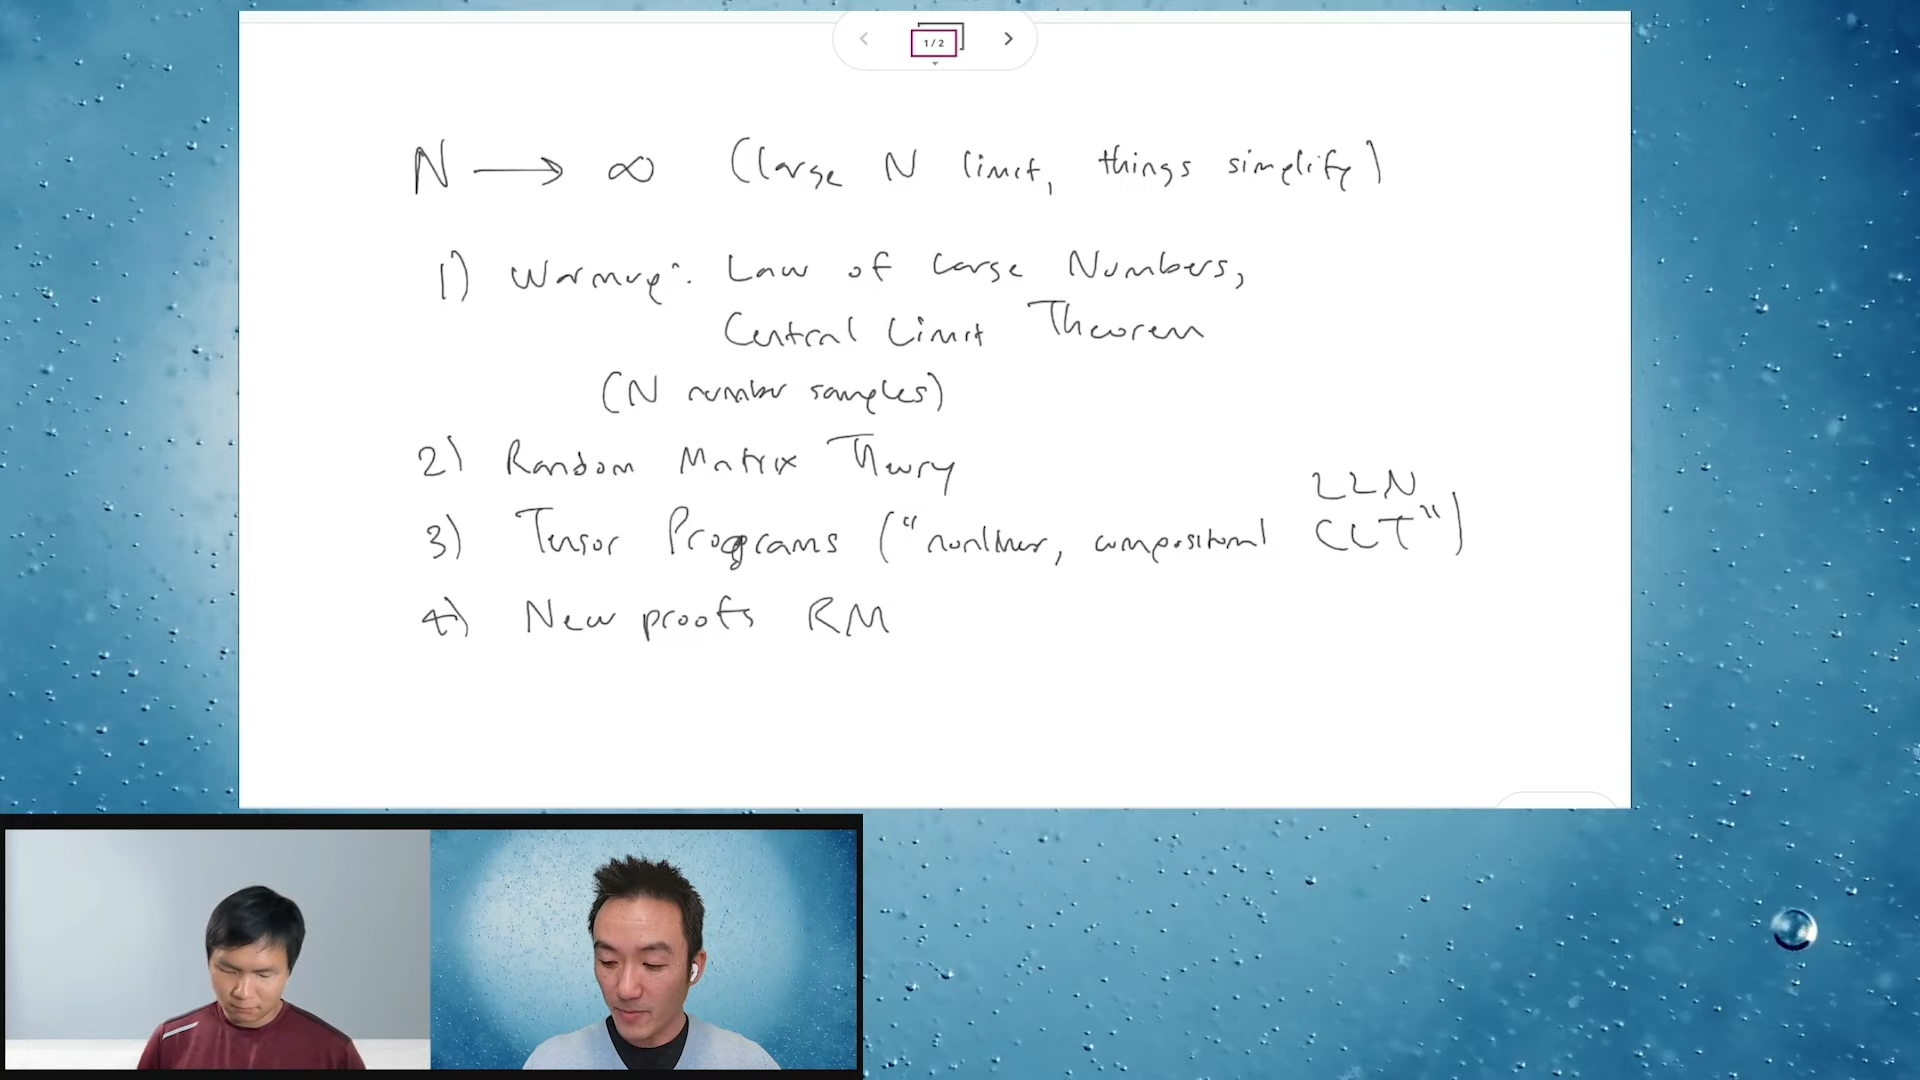 1 / 2
N → ∞ (large N limit, things simplify)
1) Warmup: Law of Large Numbers,
Central Limit Theorem
(N number samples)
2) Random Matrix Theory
LLN
3) Tensor Programs ("nonlinear, compositional CLT")
4) New proofs RM